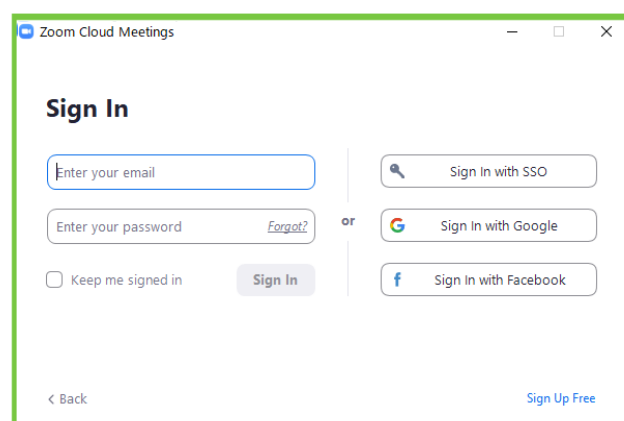 Zoom Cloud Meetings
Sign In
Enter your email
Enter your password Forgot?
Keep me signed in Sign In
or
Sign In with SSO
Sign In with Google
Sign In with Facebook
< Back
Sign Up Free